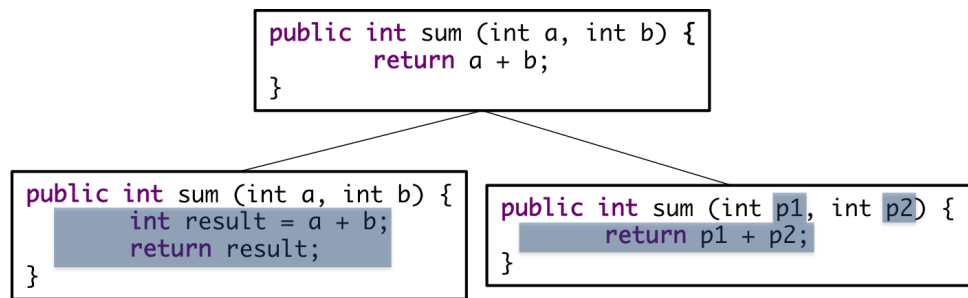 public int sum (int a, int b) {
return a + b;
}
public int sum (int a, int b) {
int result = a + b;
return result;
}
public int sum (int p1, int p2) {
return p1 + p2;
}